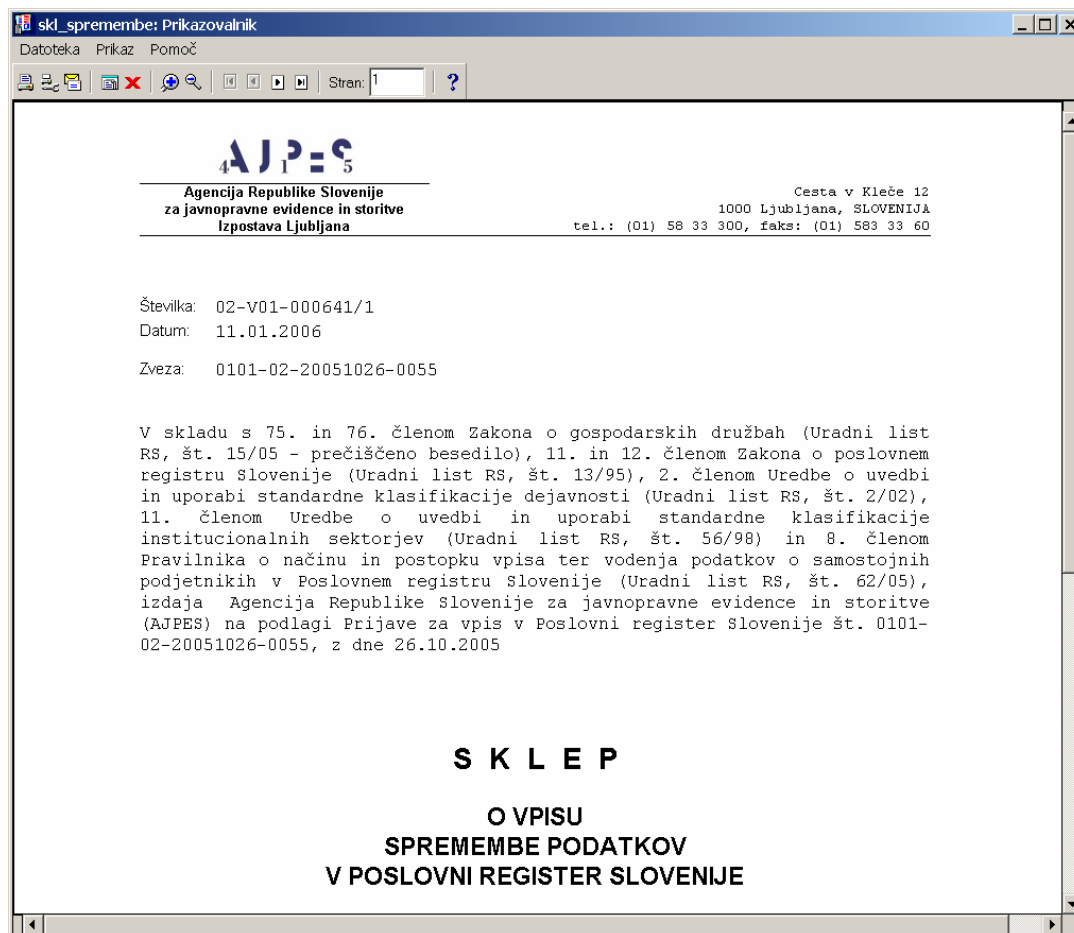 skl_spremembe: Prikazovalnik
Datoteka Prikaz Pomoč
Stran: 1 ?
AJPES
4 1 5
Agencija Republike Slovenije
za javnopravne evidence in storitve
Izpostava Ljubljana
Cesta v Kleče 12
1000 Ljubljana, SLOVENIJA
tel.: (01) 58 33 300, faks: (01) 583 33 60
Številka: 02-V01-000641/1
Datum: 11.01.2006
Zveza: 0101-02-20051026-0055
V skladu s 75. in 76. členom Zakona o gospodarskih družbah (Uradni list
RS, št. 15/05 - prečiščeno besedilo), 11. in 12. členom Zakona o poslovnem
registru Slovenije (Uradni list RS, št. 13/95), 2. členom Uredbe o uvedbi
in uporabi standardne klasifikacije dejavnosti (Uradni list RS, št. 2/02),
11. členom Uredbe o uvedbi in uporabi standardne klasifikacije
institucionalnih sektorjev (Uradni list RS, št. 56/98) in 8. členom
Pravilnika o načinu in postopku vpisa ter vodenja podatkov o samostojnih
podjetnikih v Poslovnem registru Slovenije (Uradni list RS, št. 62/05),
izdaja Agencija Republike Slovenije za javnopravne evidence in storitve
(AJPES) na podlagi Prijave za vpis v Poslovni register Slovenije št. 0101-
02-20051026-0055, z dne 26.10.2005
S K L E P
O VPISU
SPREMEMBE PODATKOV
V POSLOVNI REGISTER SLOVENIJE